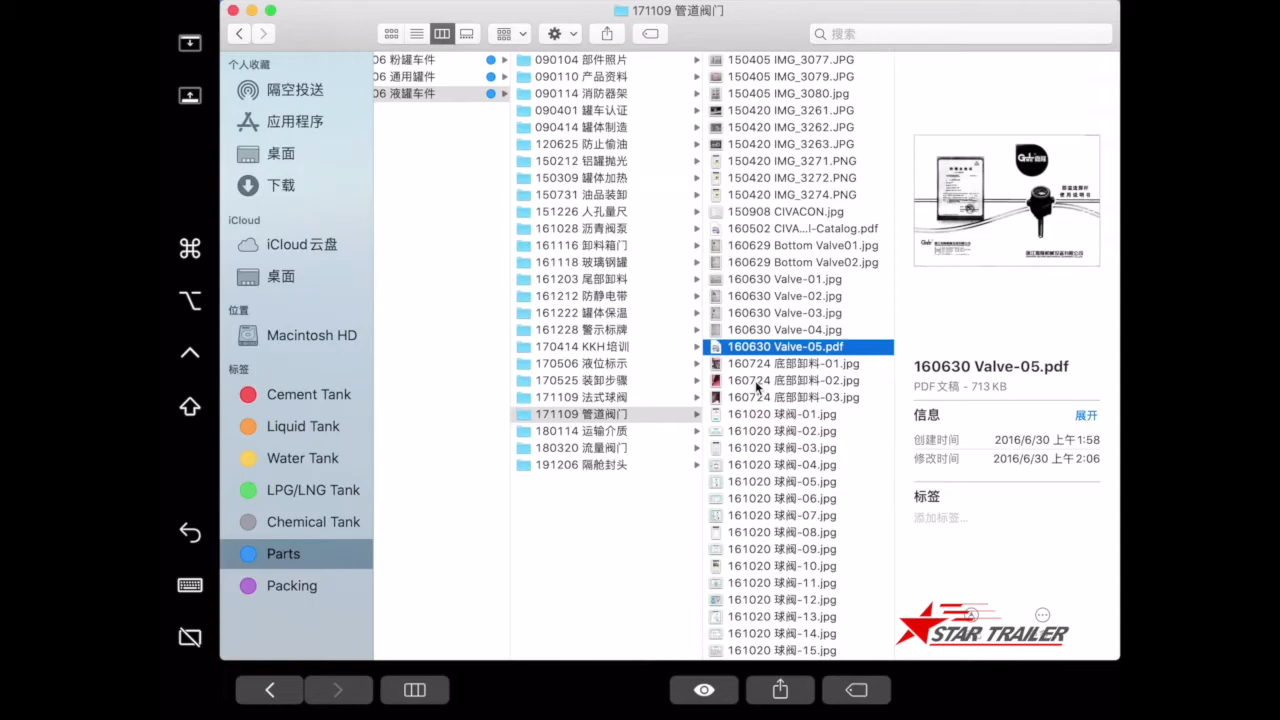 171109 管道阀门
搜索
个人收藏
隔空投送
应用程序
桌面
下载
iCloud
iCloud 云盘
桌面
位置
Macintosh HD
标签
Cement Tank
Liquid Tank
Water Tank
LPG/LNG Tank
Chemical Tank
Parts
Packing
06 粉罐车件
06 通用罐件
06 液罐车件
090104 部件照片
090110 产品资料
090114 消防器架
090401 罐车认证
090414 罐体制造
120625 防止偷油
150212 铝罐抛光
150309 罐体加热
150731 油品装卸
151226 人孔量尺
161028 沥青阀泵
161116 卸料箱门
161118 玻璃钢罐
161203 尾部卸料
161212 防静电带
161222 罐体保温
161228 警示标牌
170414 KKH培训
170506 液位标示
170525 装卸步骤
171109 法式球阀
171109 管道阀门
180114 运输介质
180320 流量阀门
191206 隔舱封头
150405 IMG_3077.JPG
150405 IMG_3079.JPG
150405 IMG_3080.jpg
150420 IMG_3261.JPG
150420 IMG_3262.JPG
150420 IMG_3263.JPG
150420 IMG_3271.PNG
150420 IMG_3272.PNG
150420 IMG_3274.PNG
150908 CIVACON.jpg
160502 CIVA...l-Catalog.pdf
160629 Bottom Valve01.jpg
160629 Bottom Valve02.jpg
160630 Valve-01.jpg
160630 Valve-02.jpg
160630 Valve-03.jpg
160630 Valve-04.jpg
160630 Valve-05.pdf
160724 底部卸料-01.jpg
160724 底部卸料-02.jpg
160724 底部卸料-03.jpg
161020 球阀-01.jpg
161020 球阀-02.jpg
161020 球阀-03.jpg
161020 球阀-04.jpg
161020 球阀-05.jpg
161020 球阀-06.jpg
161020 球阀-07.jpg
161020 球阀-08.jpg
161020 球阀-09.jpg
161020 球阀-10.jpg
161020 球阀-11.jpg
161020 球阀-12.jpg
161020 球阀-13.jpg
161020 球阀-14.jpg
161020 球阀-15.jpg
使用说明书
160630 Valve-05.pdf
PDF文稿 - 713 KB
信息 展开
创建时间 2016/6/30 上午1:58
修改时间 2016/6/30 上午2:06
标签
添加标签...
STAR TRAILER